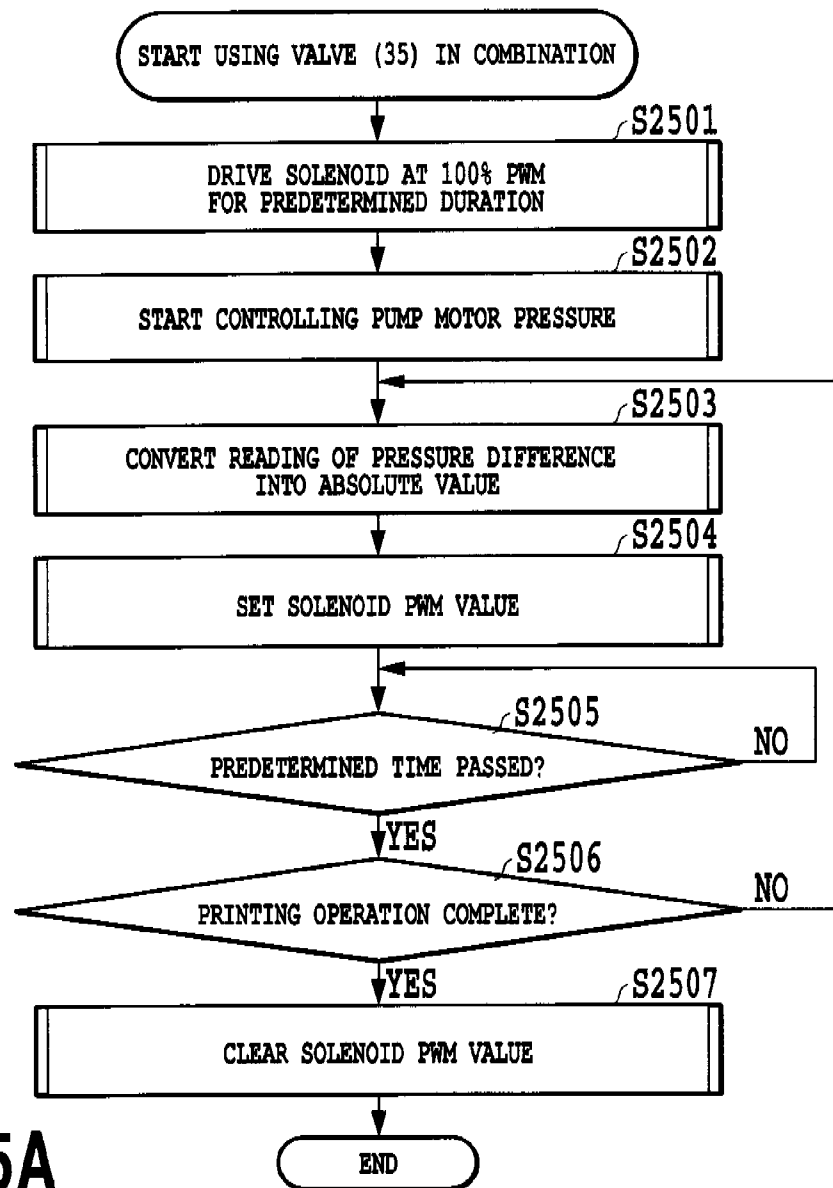 START USING VALVE (35) IN COMBINATION
S2501
DRIVE SOLENOID AT 100% PWM
FOR PREDETERMINED DURATION
S2502
START CONTROLLING PUMP MOTOR PRESSURE
S2503
CONVERT READING OF PRESSURE DIFFERENCE
INTO ABSOLUTE VALUE
S2504
SET SOLENOID PWM VALUE
S2505
PREDETERMINED TIME PASSED?
NO
YES
S2506
PRINTING OPERATION COMPLETE?
NO
YES
S2507
CLEAR SOLENOID PWM VALUE
END
5A